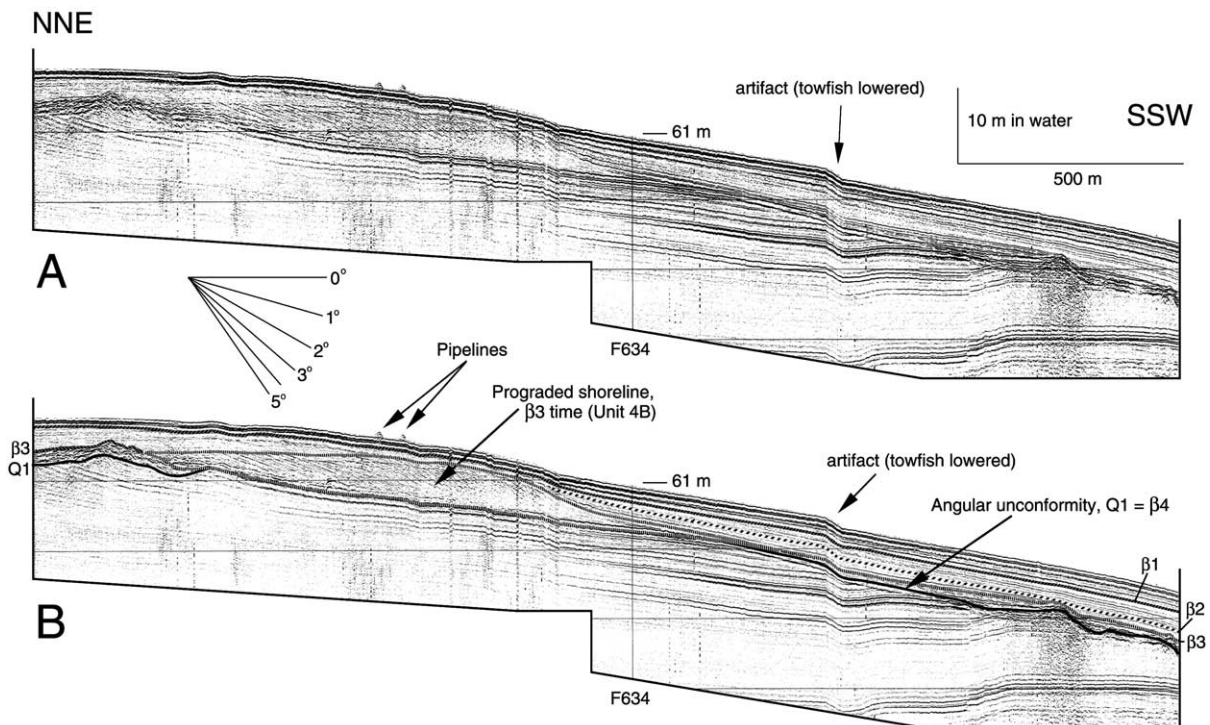 NNE
artifact (towfish lowered)
61 m
10 m in water
SSW
500 m
A
0°
1°
2°
3°
5°
F634
Pipelines
Prograded shoreline,
β3 time (Unit 4B)
β3
Q1
61 m
artifact (towfish lowered)
Angular unconformity, Q1 = β4
β1
β2
β3
B
F634